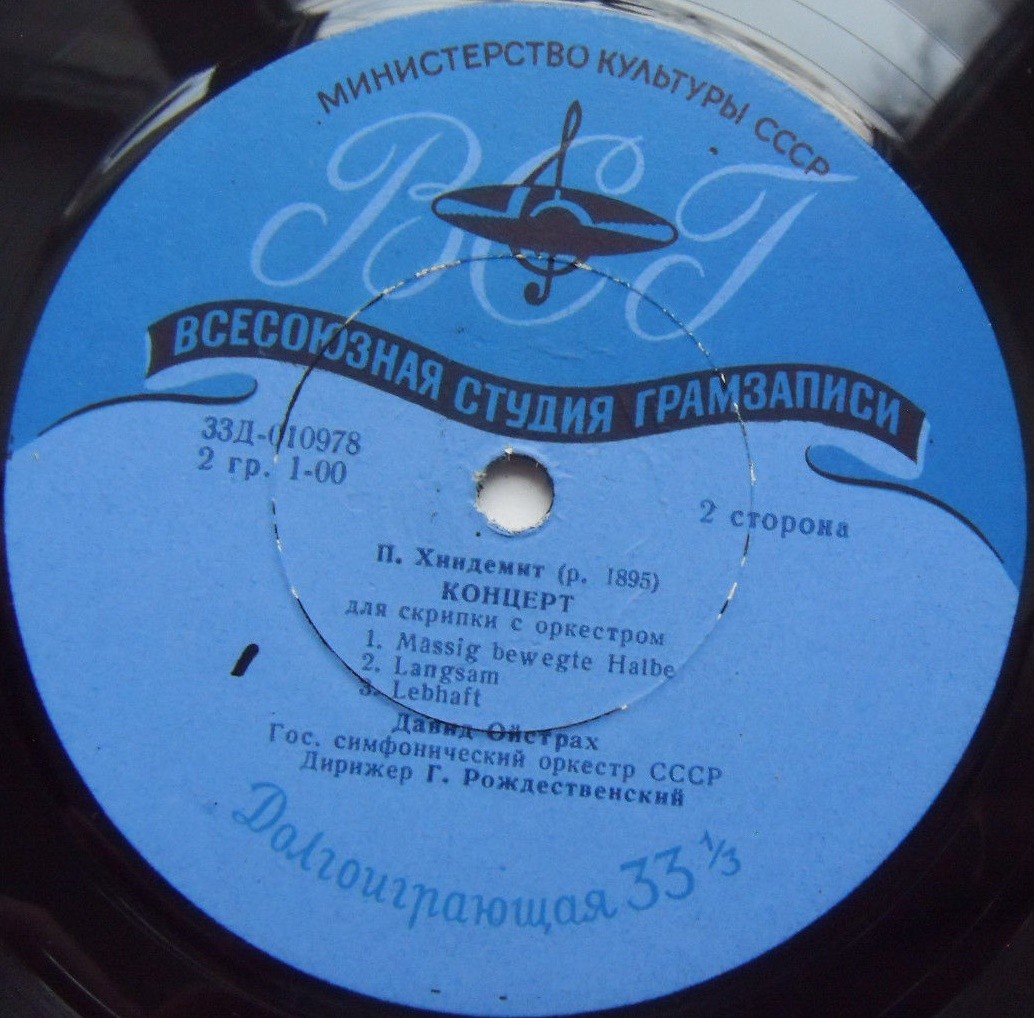 МИНИСТЕРСТВО КУЛЬТУРЫ СССР
ВСГ
ВСЕСОЮЗНАЯ СТУДИЯ ГРАМЗАПИСИ
33Д-010978
2 гр. 1-00
2 сторона
П. Хиндемит (р. 1895)
КОНЦЕРТ
для скрипки с оркестром
1. Mässig bewegte Halbe
2. Langsam
3. Lebhaft
Давид Ойстрах
Гос. симфонический оркестр СССР
Дирижер Г. Рождественский
Долгоиграющая 33 1/3